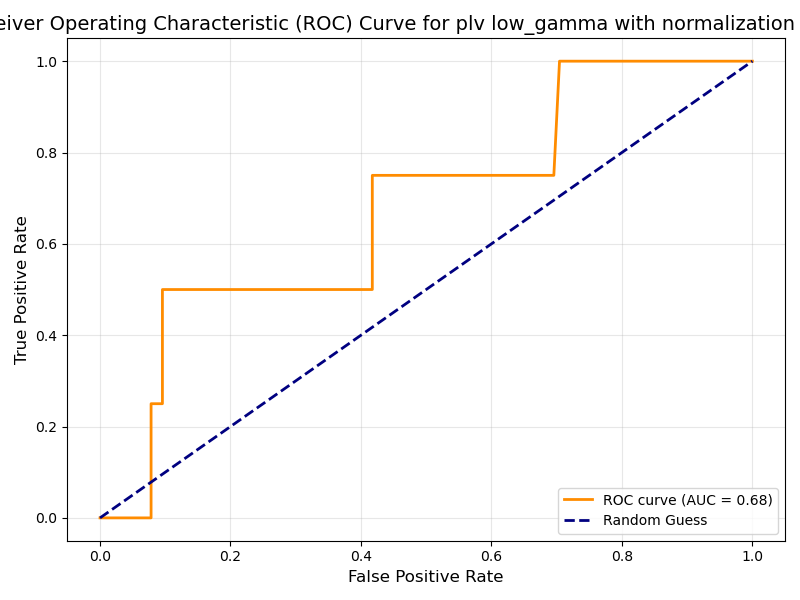 eiver Operating Characteristic (ROC) Curve for plv low_gamma with normalization
1.0
0.8
0.6
0.4
0.2
0.0
True Positive Rate
0.0 0.2 0.4 0.6 0.8 1.0
False Positive Rate
ROC curve (AUC = 0.68)
Random Guess